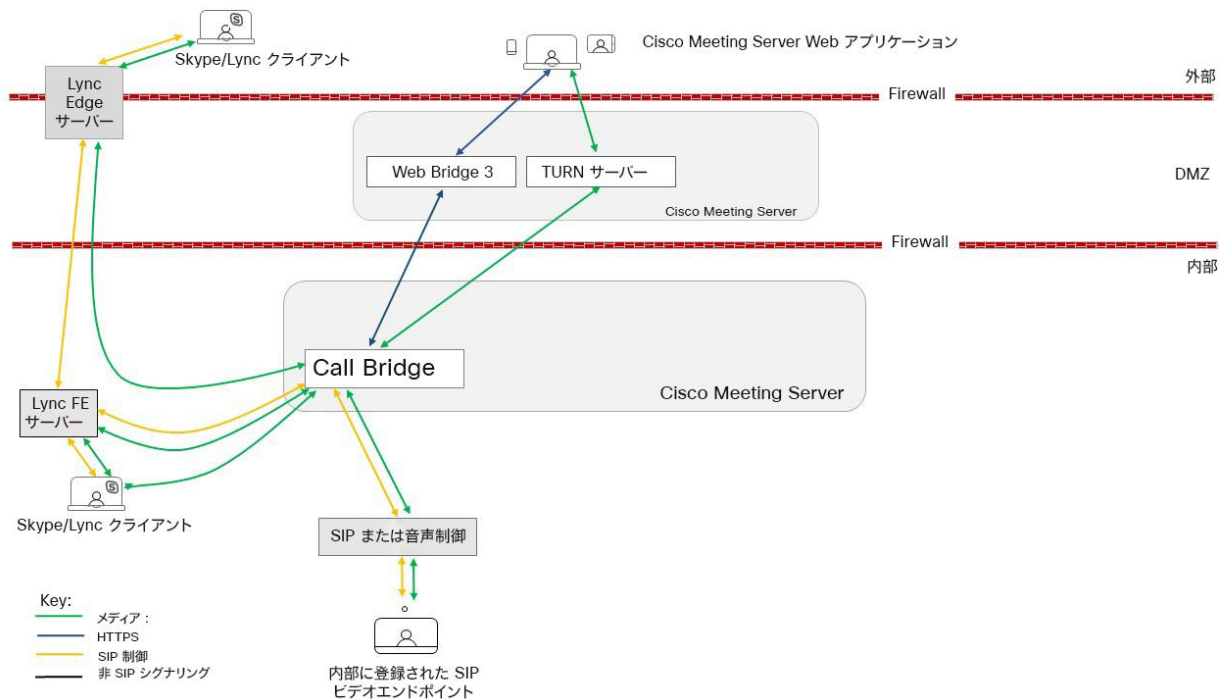 Skype/Lync クライアント
Cisco Meeting Server Web アプリケーション
外部
Lync
Edge
サーバー
Firewall
Web Bridge 3
TURN サーバー
DMZ
Cisco Meeting Server
Firewall
内部
Call Bridge
Cisco Meeting Server
Lync FE
サーバー
Skype/Lync クライアント
SIP または音声制御
Key:
メディア :
HTTPS
SIP 制御
非 SIP シグナリング
内部に登録された SIP
ビデオエンドポイント